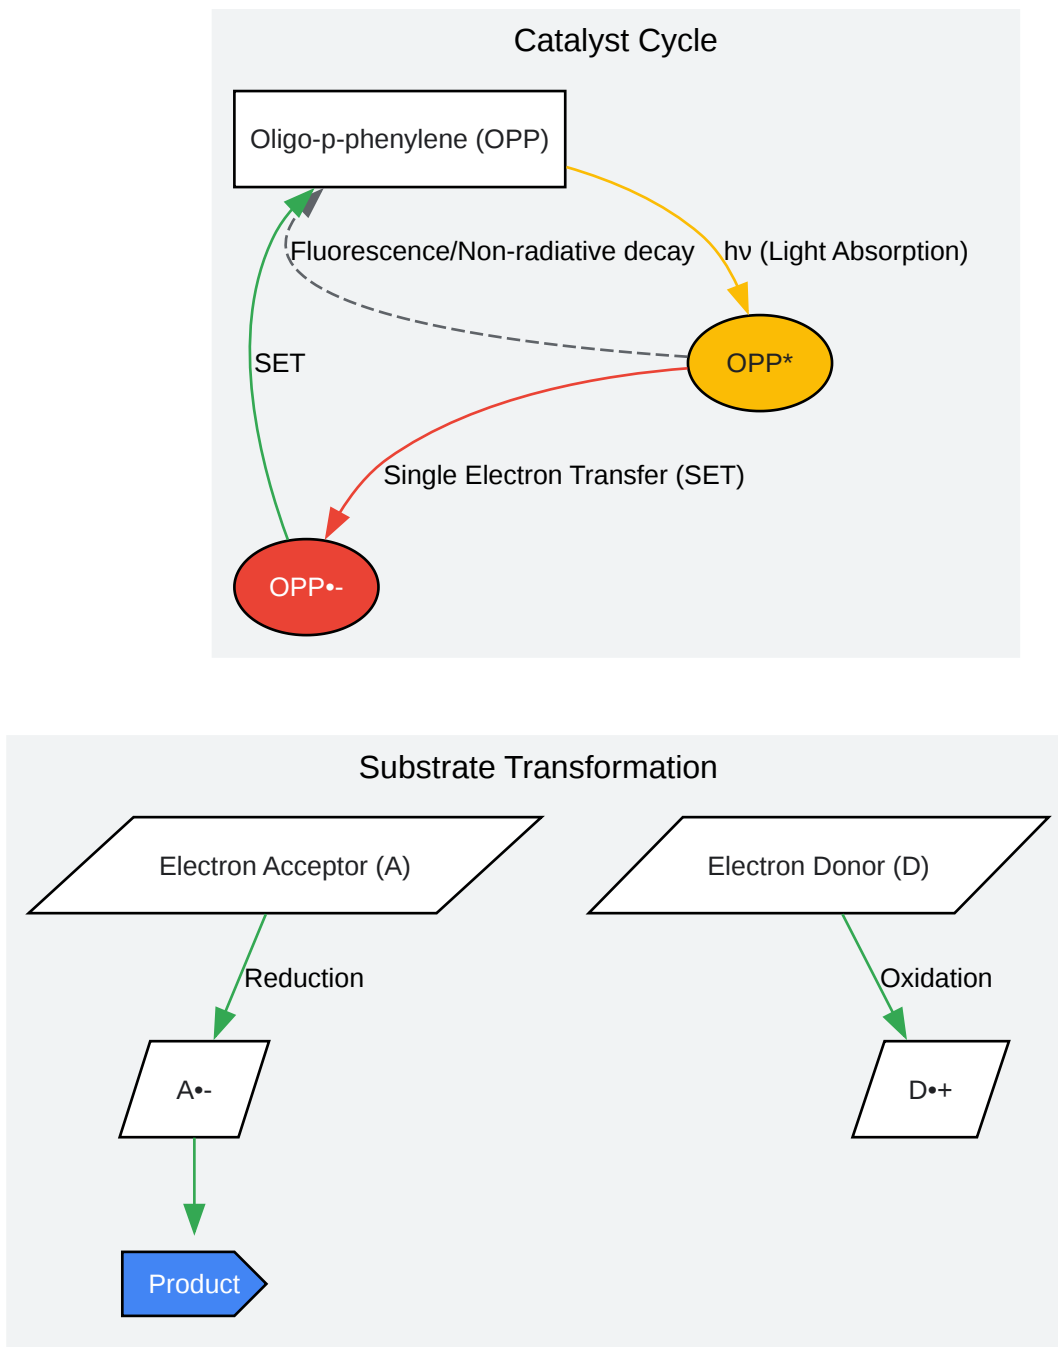 Catalyst Cycle
Oligo-p-phenylene (OPP)
Fluorescence/Non-radiative decay
hν (Light Absorption)
SET
OPP*
Single Electron Transfer (SET)
OPP•-
Substrate Transformation
Electron Acceptor (A)
Electron Donor (D)
Reduction
Oxidation
A•-
D•+
Product